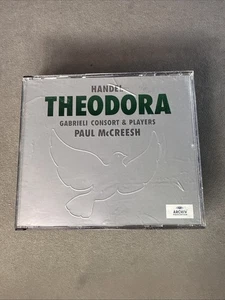 HANDEL
THEODORA
GABRIELI CONSORT & PLAYERS
PAUL McCREESH
ARCHIV